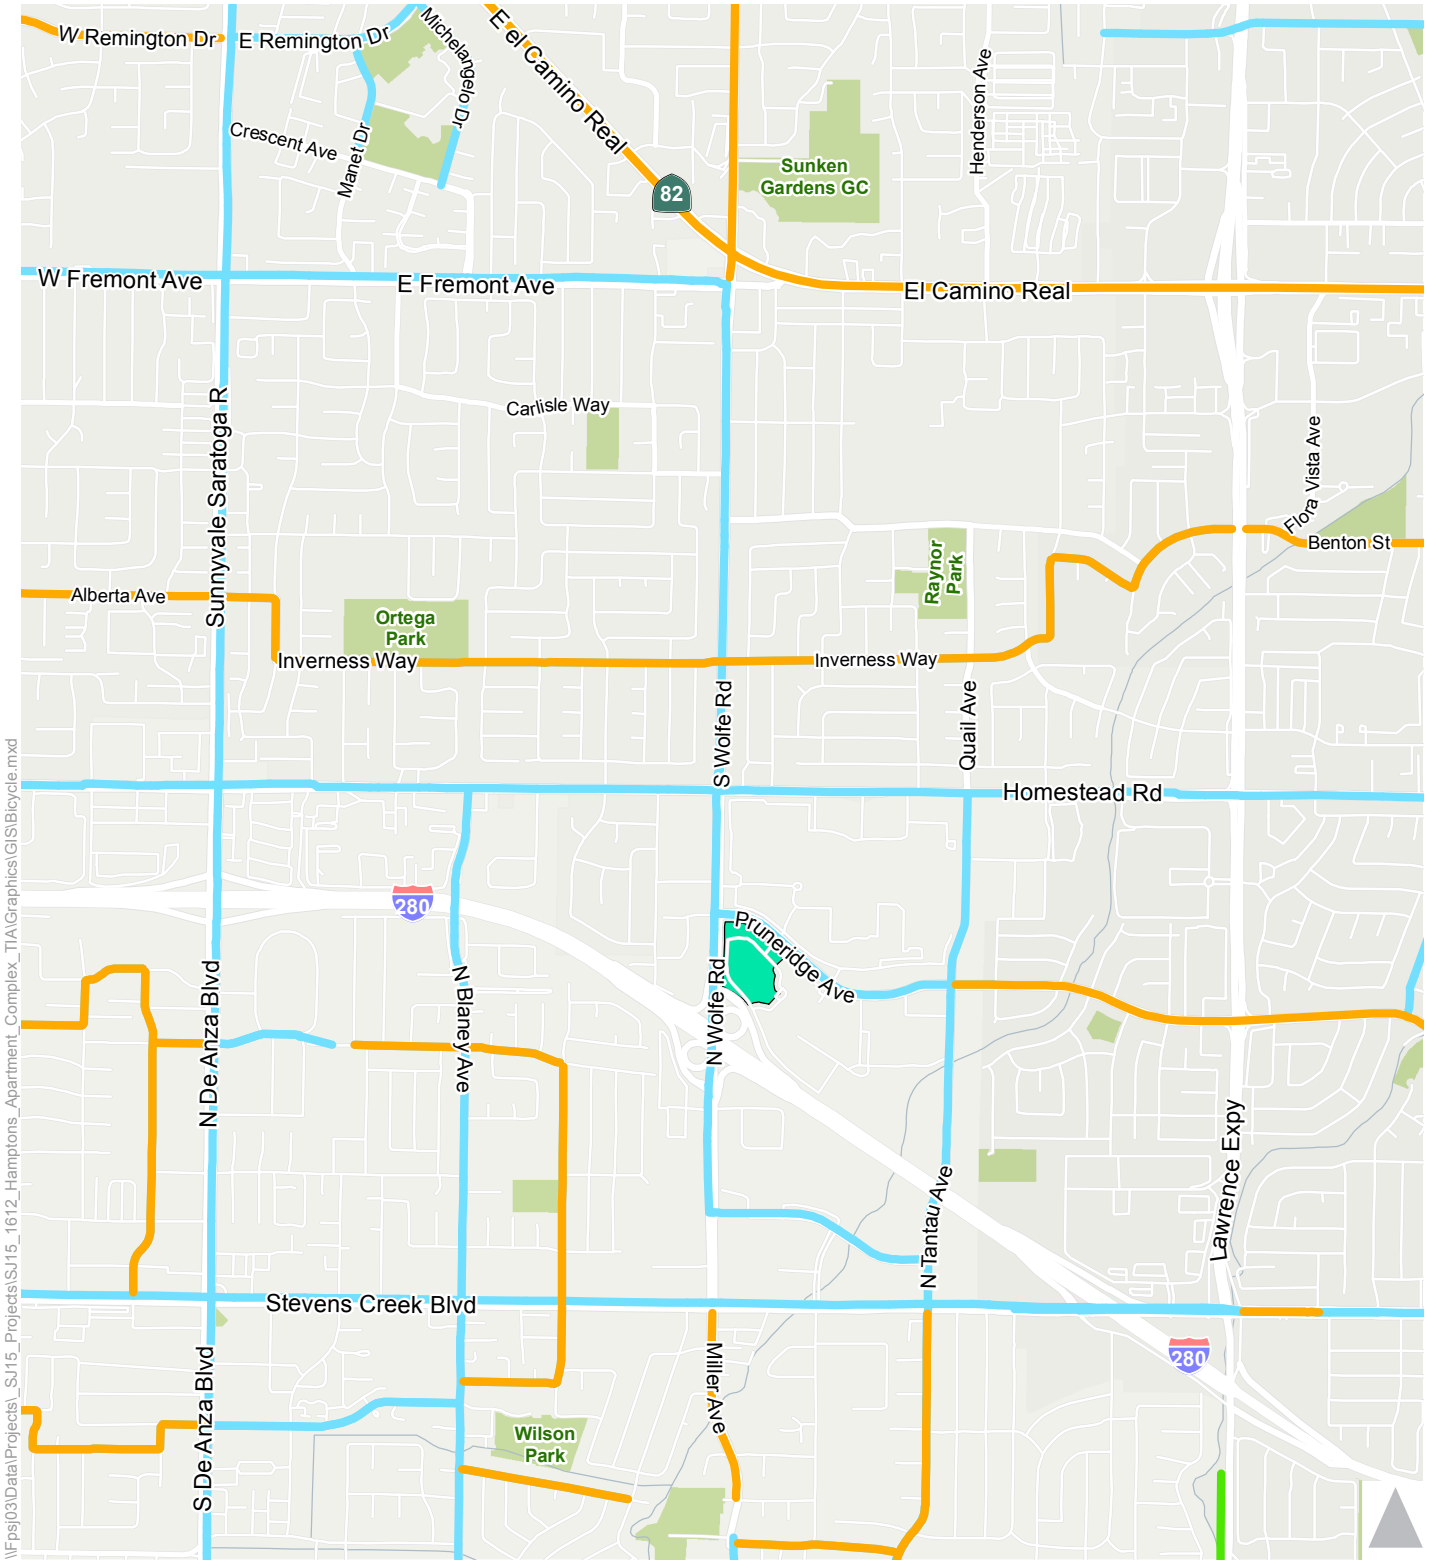 W Remington Dr
E Remington Dr
Michelangelo Dr
E el Camino Real
Henderson Ave
Crescent Ave
Manet Dr
Sunken
Gardens GC
82
W Fremont Ave
E Fremont Ave
El Camino Real
Carlisle Way
Sunnyvale Saratoga R
Flora Vista Ave
Benton St
Raynor
Park
Alberta Ave
Ortega
Park
Inverness Way
Inverness Way
S Wolfe Rd
Quail Ave
Homestead Rd
280
Pruneridge Ave
N Wolfe Rd
N De Anza Blvd
N Blaney Ave
Lawrence Expy
N Tantau Ave
Stevens Creek Blvd
280
S De Anza Blvd
Miller Ave
Wilson
Park
\\Fpsj03\Data\Projects\_SJ15_Projects\SJ15_1612_Hamptons_Apartment_Complex_TIA\Graphics\GIS\Bicycle.mxd